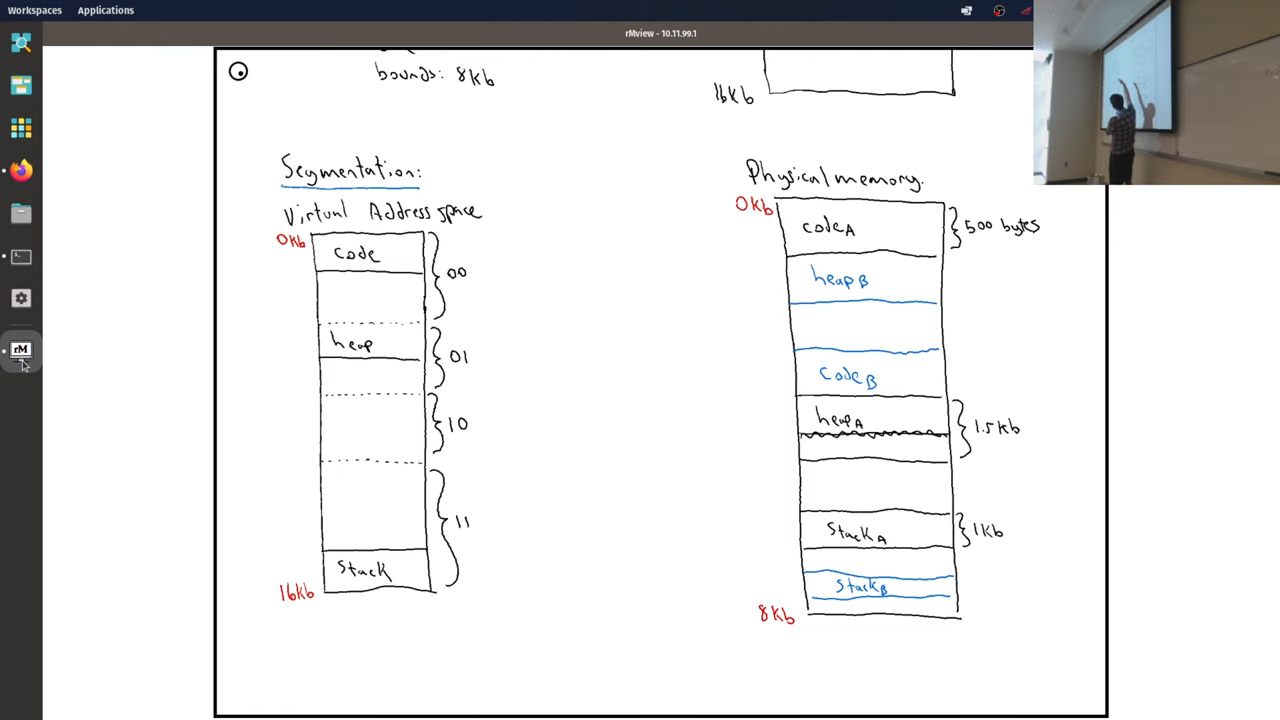 Workspaces Applications
rMview - 10.11.99.1
bounds: 8Kb
16Kb
Segmentation:
Virtual Address space
0Kb
code
00
heap
01
10
11
Stack
16Kb
Physical memory.
0Kb
codeA
500 bytes
heapB
CodeB
heapA
1.5Kb
StackA
1Kb
StackB
8Kb
rM